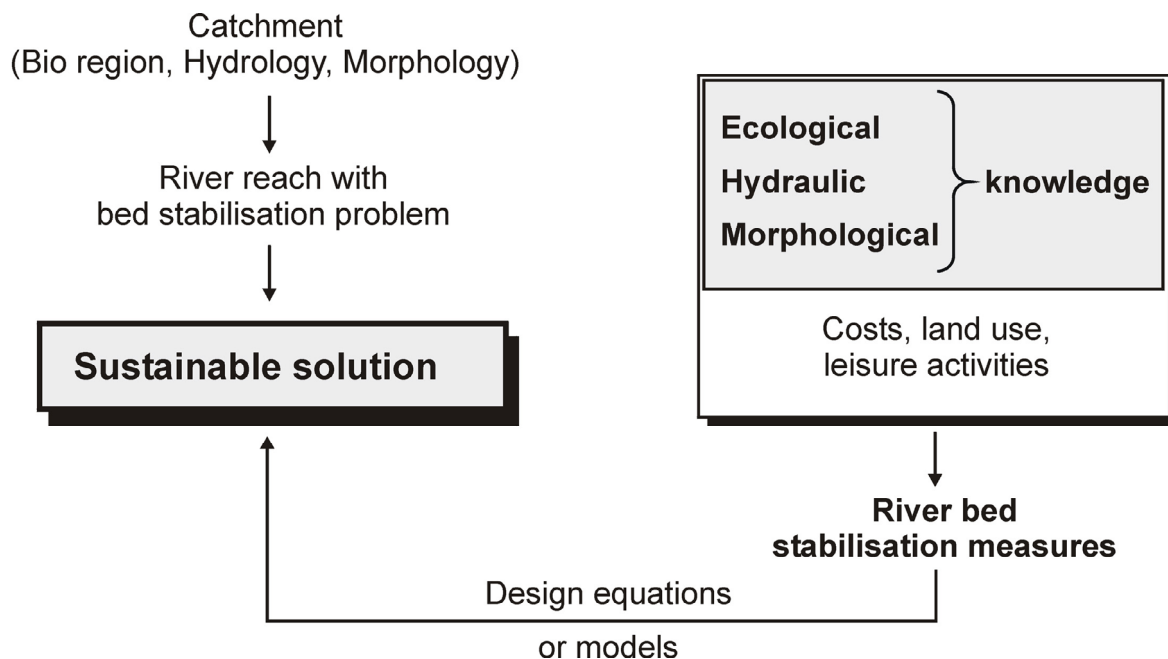 Catchment
(Bio region, Hydrology, Morphology)
River reach with
bed stabilisation problem
Sustainable solution
Ecological
Hydraulic
Morphological
knowledge
Costs, land use,
leisure activities
River bed
stabilisation measures
Design equations
or models